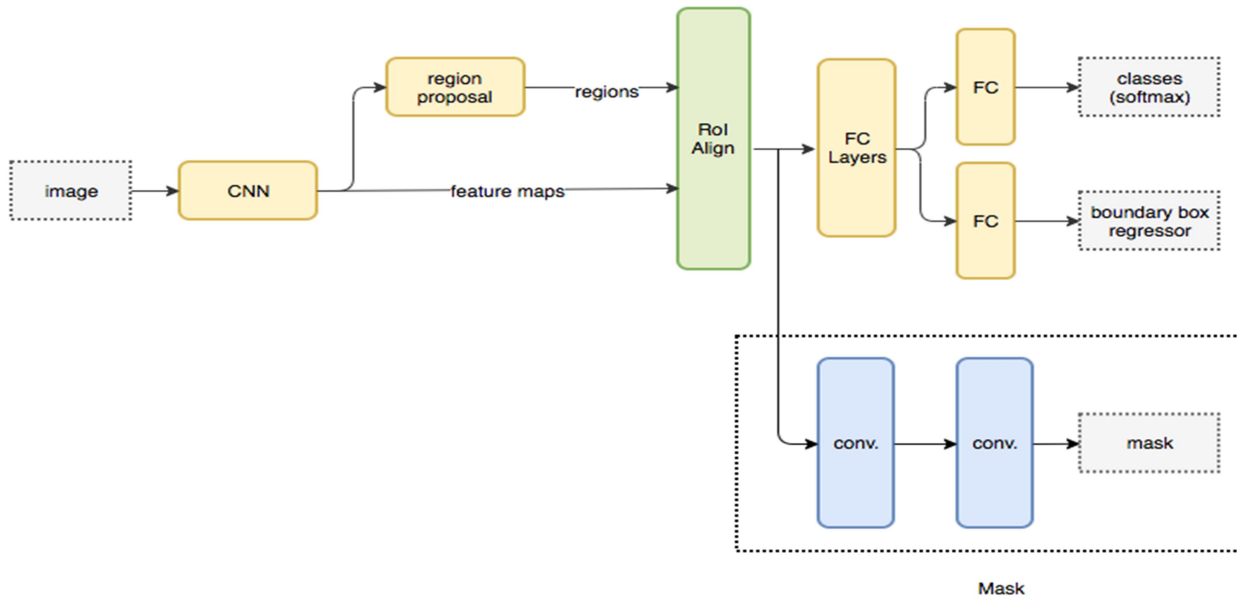 region
proposal
regions
RoI
Align
image
CNN
feature maps
FC
Layers
FC
classes
(softmax)
FC
boundary box
regressor
conv.
conv.
mask
Mask